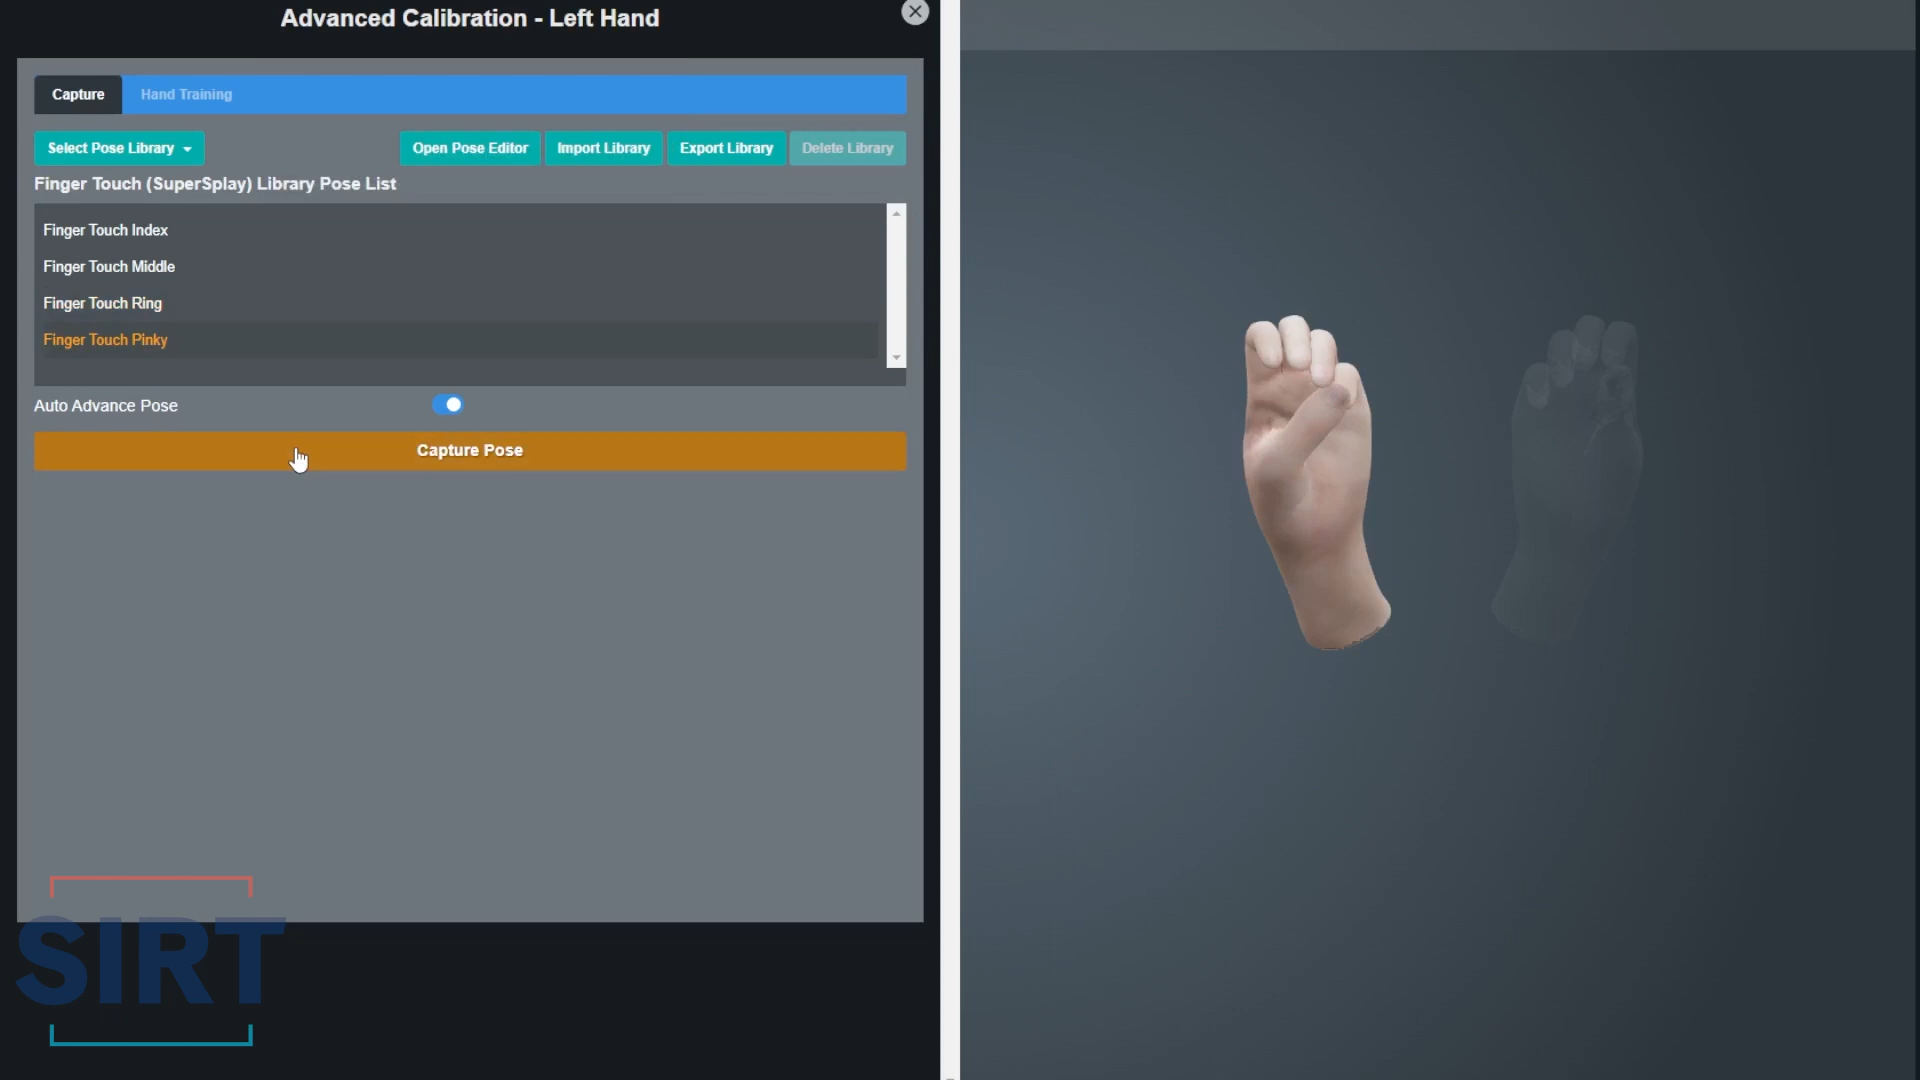 Advanced Calibration - Left Hand
Capture
Hand Training
Select Pose Library
Open Pose Editor
Import Library
Export Library
Delete Library
Finger Touch (SuperSplay) Library Pose List
Finger Touch Index
Finger Touch Middle
Finger Touch Ring
Finger Touch Pinky
Auto Advance Pose
Capture Pose
SIRT